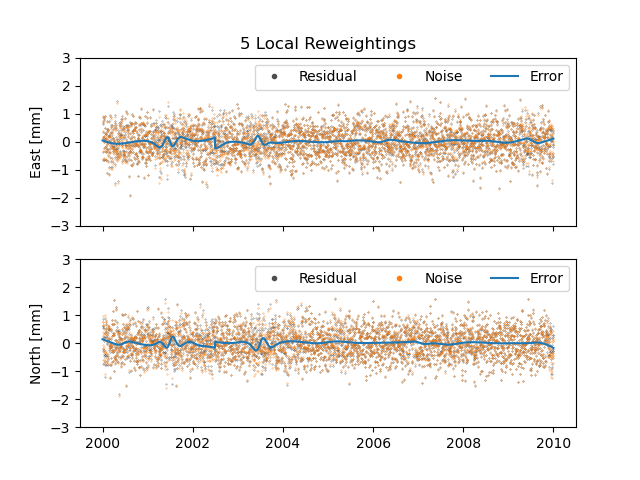 5 Local Reweightings
3
2
1
0
−1
−2
−3
East [mm]
Residual Noise Error
3
2
1
0
−1
−2
−3
North [mm]
Residual Noise Error
2000 2002 2004 2006 2008 2010